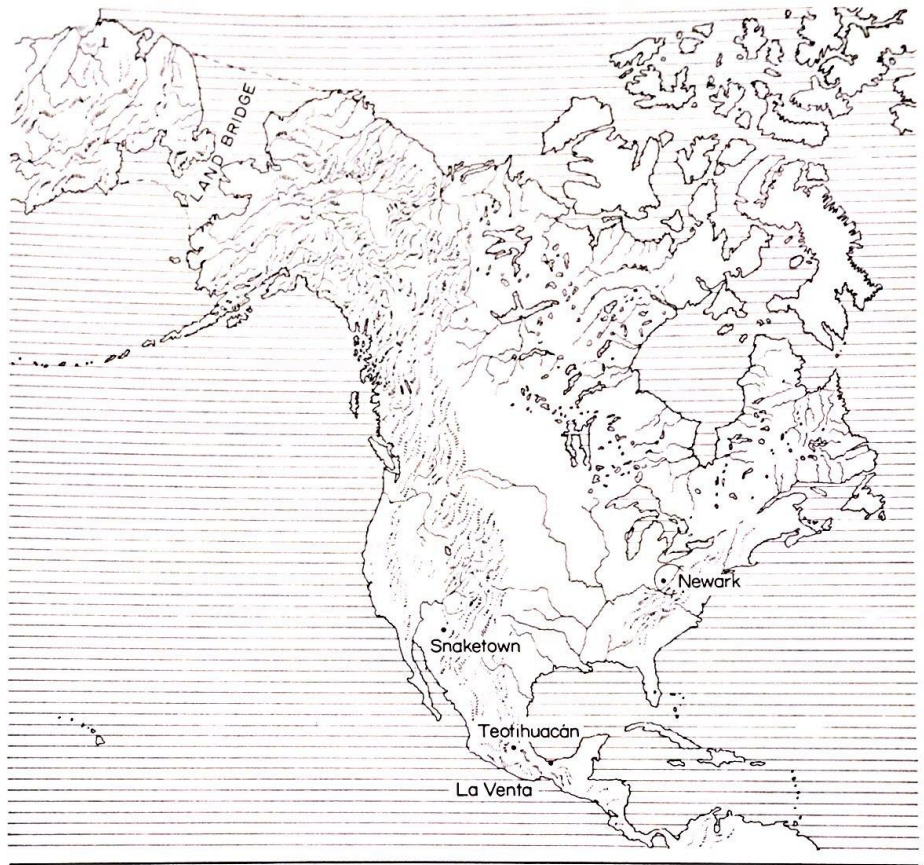 LAND BRIDGE
Newark
Snaketown
Teotihuacán
La Venta